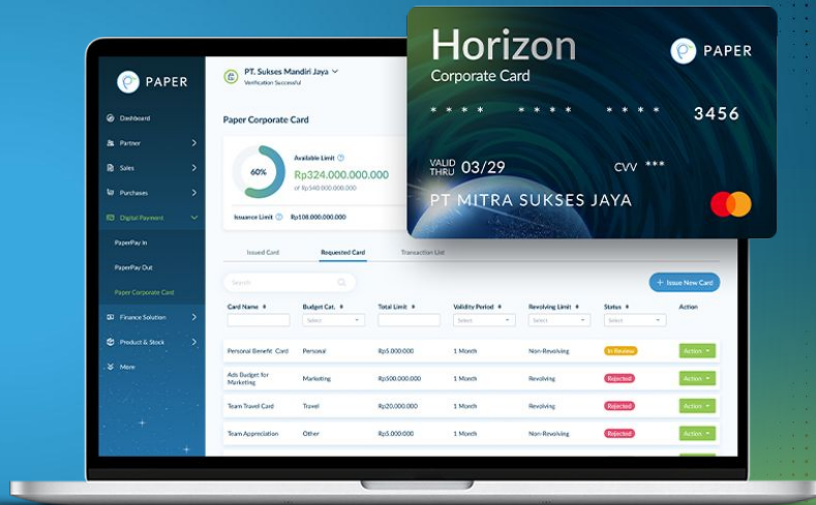 Horizon
PAPER
Corporate Card
* * * * * * * * * * * * 3456
VALID THRU 03/29 CVV ***
PT MITRA SUKSES JAYA
PAPER
PT. Sukses Mandiri Jaya
Verification Successful
Dashboard
Partner
Sales
Purchases
Digital Payment
PaperPay In
PaperPay Out
Paper Corporate Card
Finance Solution
Product & Stock
More
Paper Corporate Card
60%
Available Limit
Rp324.000.000.000
of Rp540.000.000.000
Issuance Limit Rp108.000.000.000
Issued Card Requested Card Transaction List
Search
+ Issue New Card
Card Name Budget Cat. Total Limit Validity Period Revolving Limit Status Action
Select Select Select Select
Personal Benefit Card Personal Rp5.000.000 1 Month Non-Revolving In Review Action
Ads Budget for Marketing Marketing Rp500.000.000 1 Month Revolving Rejected Action
Team Travel Card Travel Rp20.000.000 1 Month Revolving Rejected Action
Team Appreciation Other Rp5.000.000 1 Month Non-Revolving Rejected Action